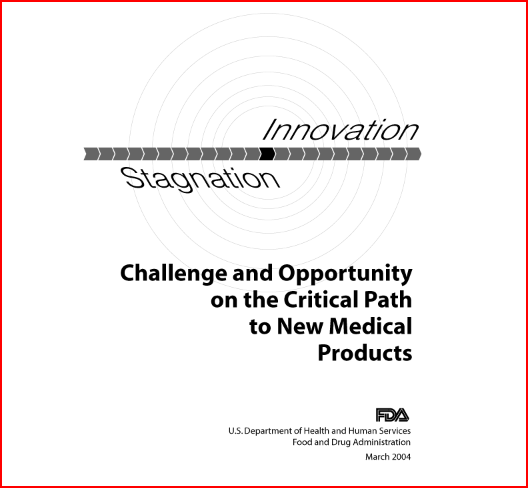 Innovation
Stagnation
Challenge and Opportunity
on the Critical Path
to New Medical
Products
FDA
U.S. Department of Health and Human Services
Food and Drug Administration
March 2004